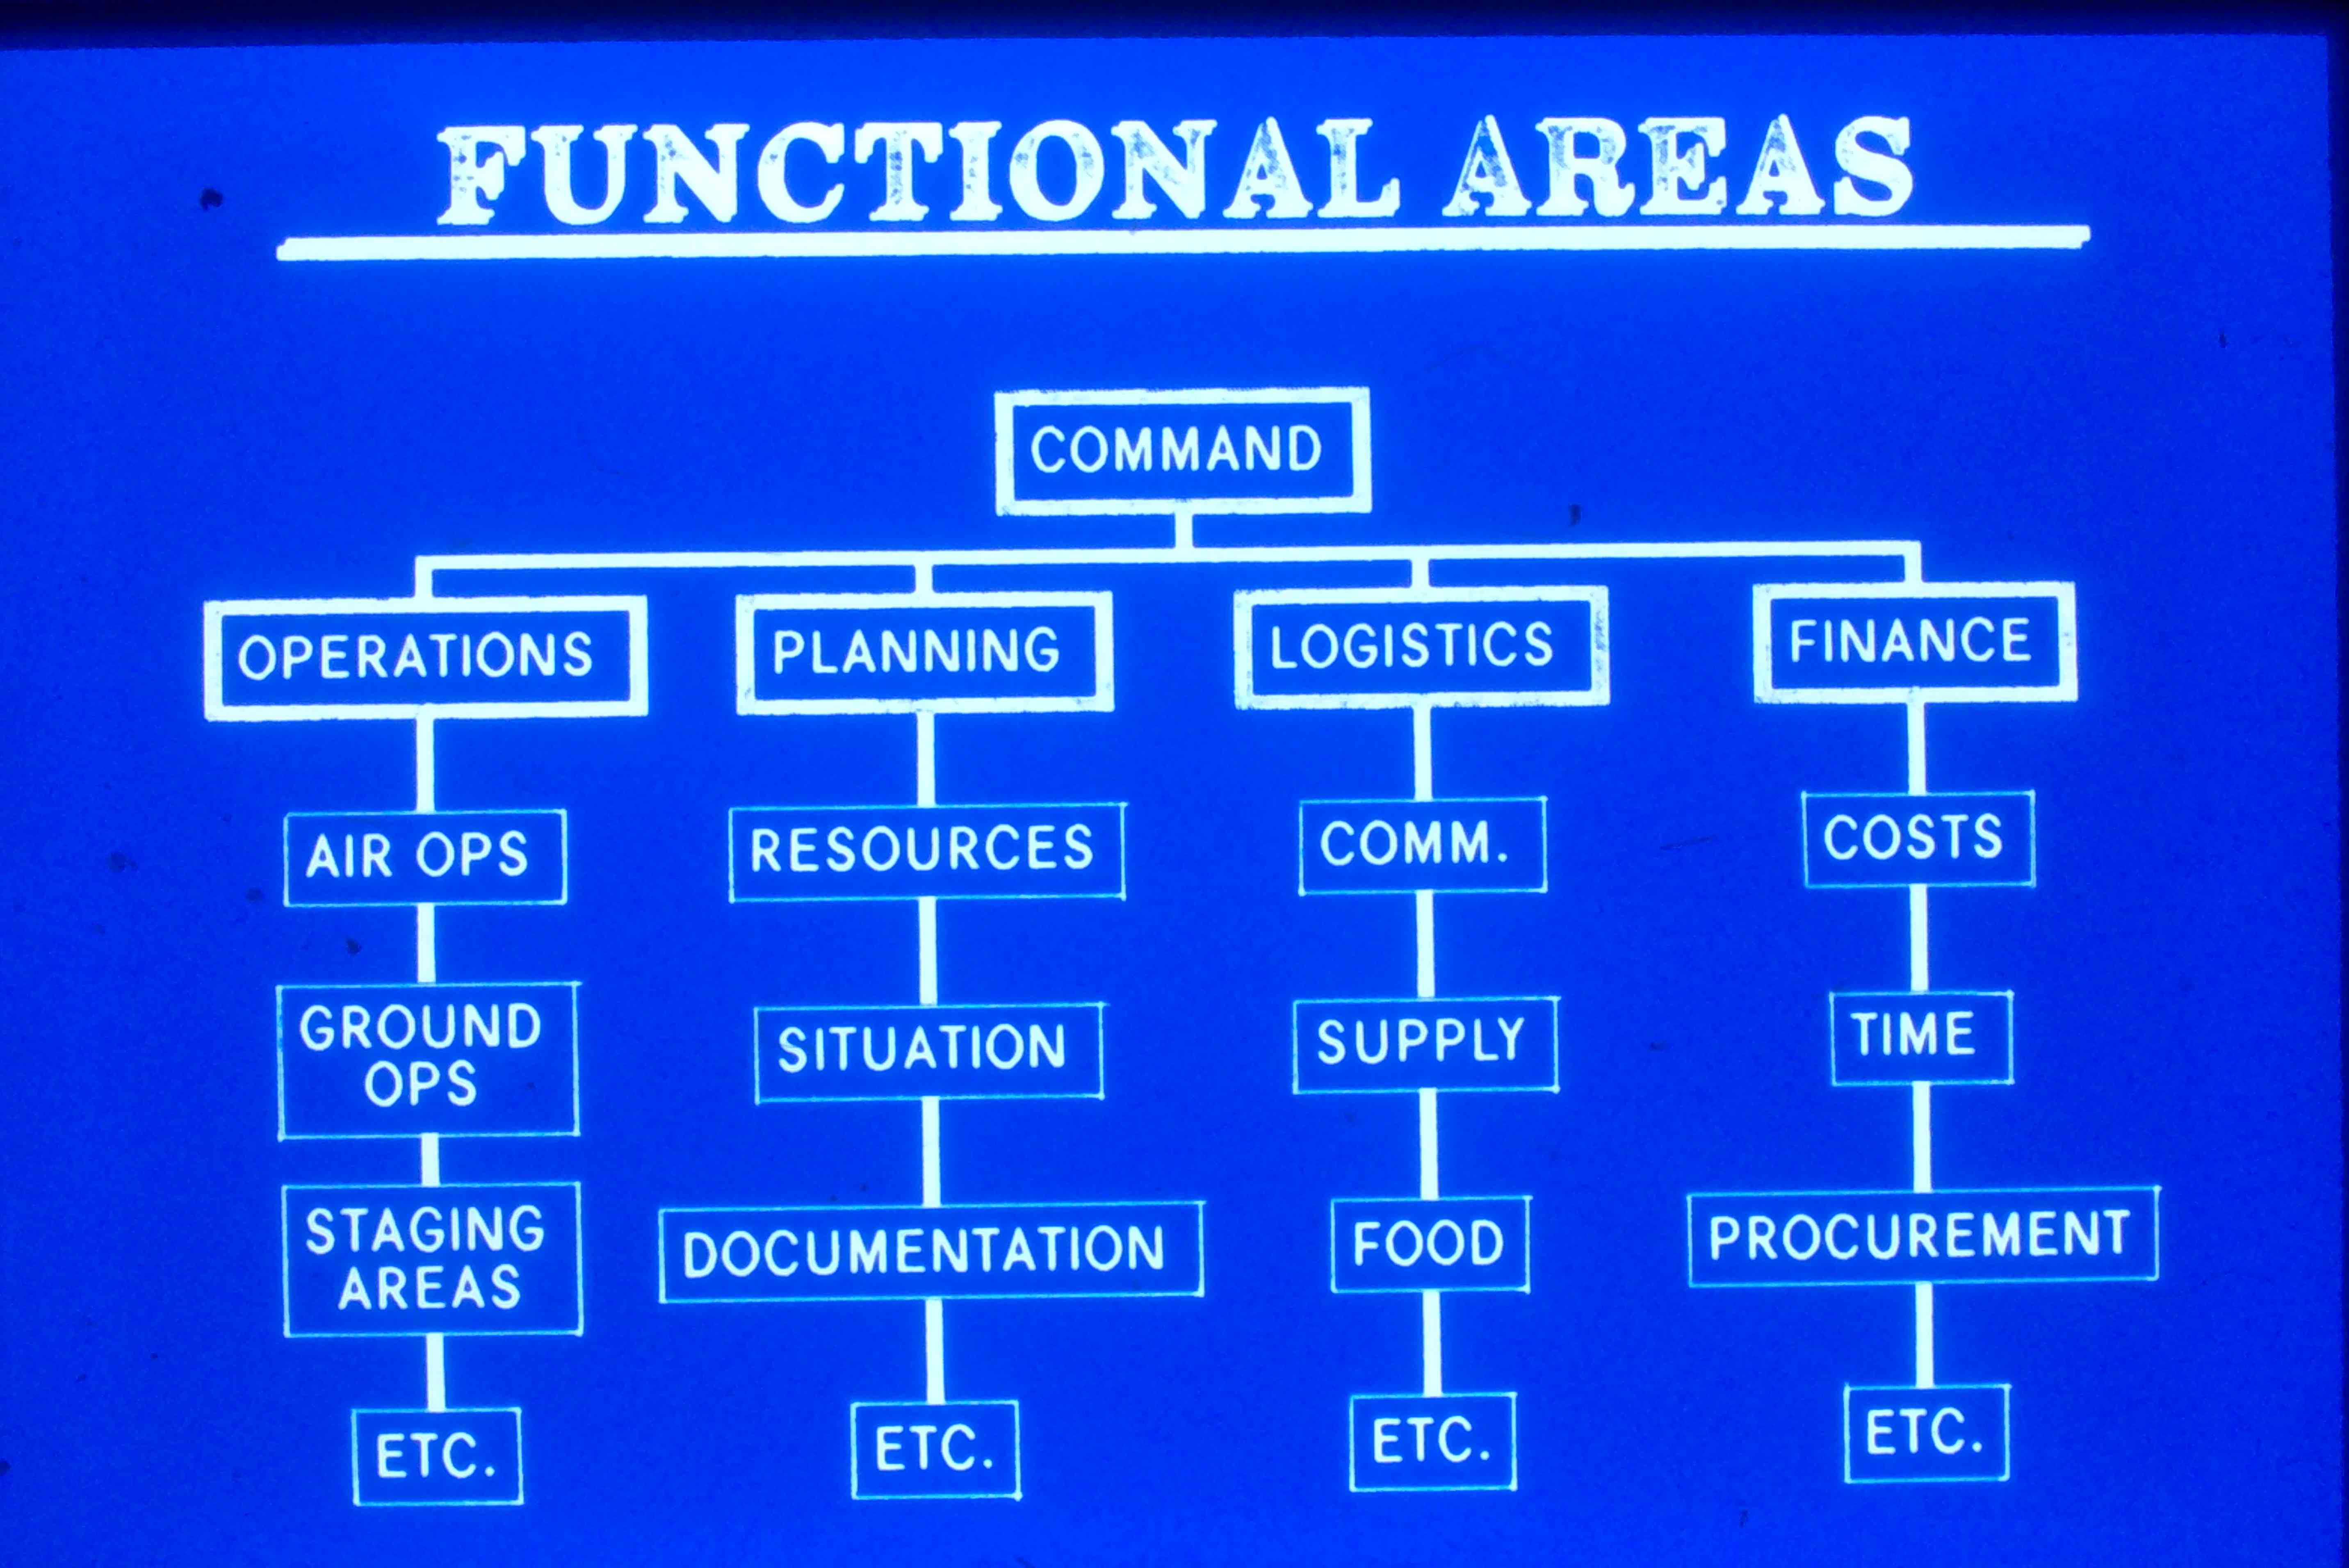 FUNCTIONAL AREAS
COMMAND
OPERATIONS
PLANNING
LOGISTICS
FINANCE
AIR OPS
GROUND
OPS
STAGING
AREAS
ETC.
RESOURCES
SITUATION
DOCUMENTATION
ETC.
COMM.
SUPPLY
FOOD
ETC.
COSTS
TIME
PROCUREMENT
ETC.